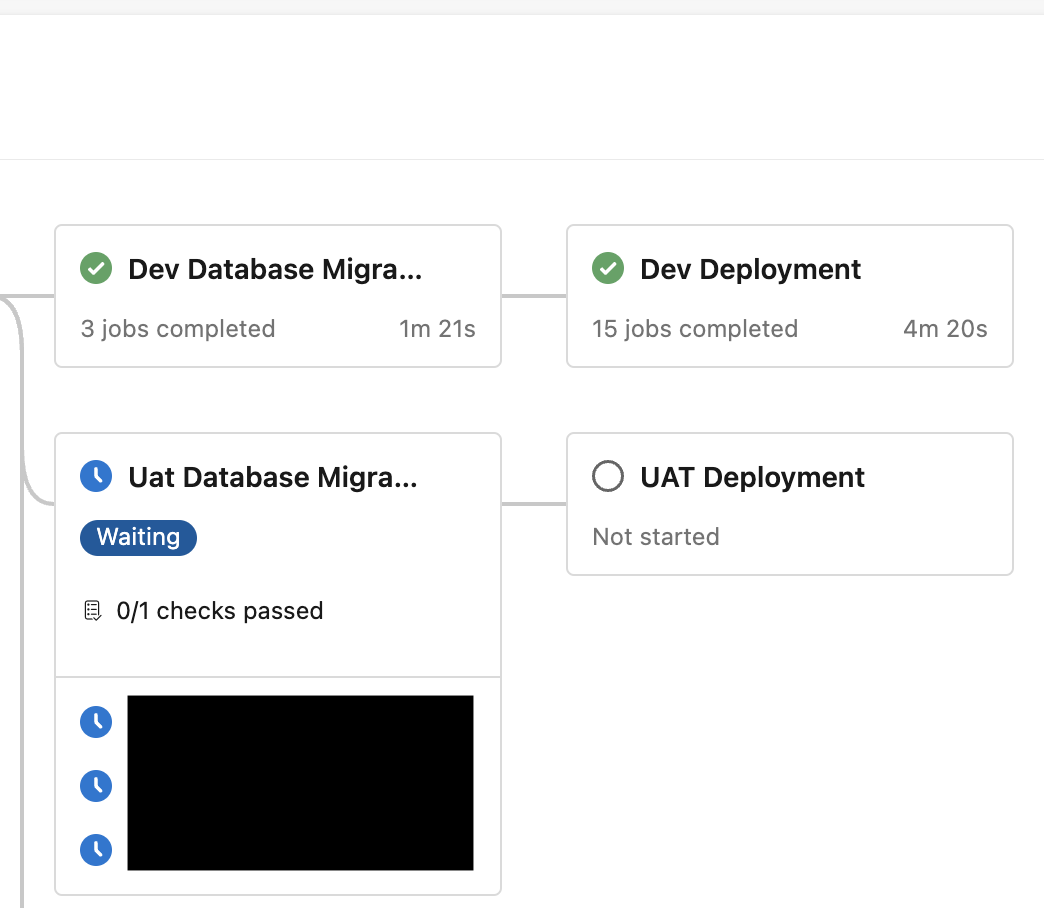 Dev Database Migra...
3 jobs completed 1m 21s
Dev Deployment
15 jobs completed 4m 20s
Uat Database Migra...
Waiting
0/1 checks passed
UAT Deployment
Not started